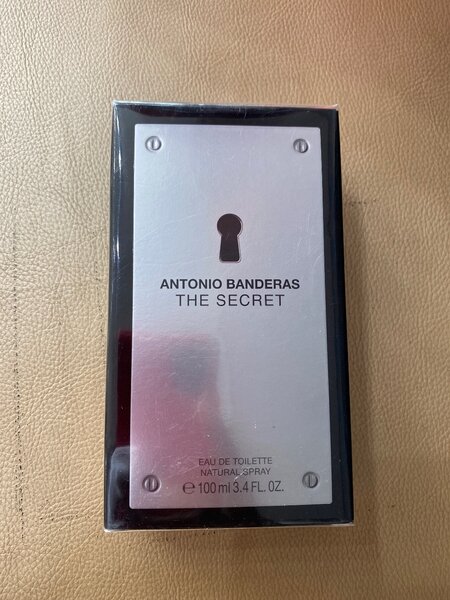 ANTONIO BANDERAS
THE SECRET
EAU DE TOILETTE
NATURAL SPRAY
℮ 100 ml 3.4 FL. OZ.